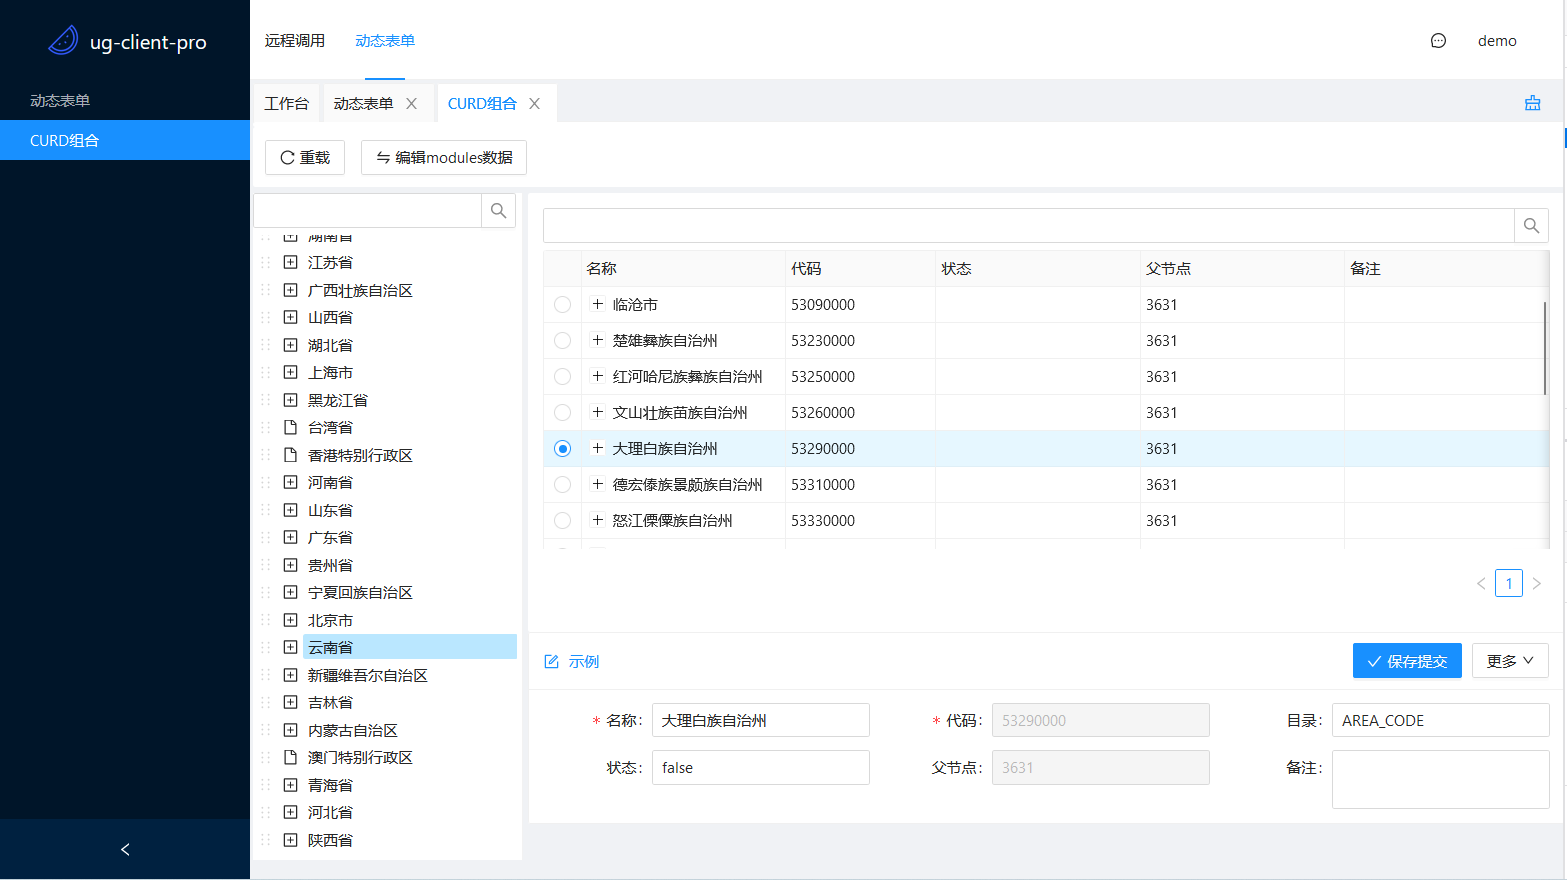 ug-client-pro
动态表单
CURD组合
远程调用
动态表单
demo
工作台
动态表单
CURD组合
重载
编辑modules数据
湖南省
江苏省
广西壮族自治区
山西省
湖北省
上海市
黑龙江省
台湾省
香港特别行政区
河南省
山东省
广东省
贵州省
宁夏回族自治区
北京市
云南省
新疆维吾尔自治区
吉林省
内蒙古自治区
澳门特别行政区
青海省
河北省
陕西省
名称 代码 状态 父节点 备注
临沧市 53090000 3631
楚雄彝族自治州 53230000 3631
红河哈尼族彝族自治州 53250000 3631
文山壮族苗族自治州 53260000 3631
大理白族自治州 53290000 3631
德宏傣族景颇族自治州 53310000 3631
怒江傈僳族自治州 53330000 3631
1
示例
保存提交
更多
* 名称: 大理白族自治州 * 代码: 53290000 目录: AREA_CODE
状态: false 父节点: 3631 备注: